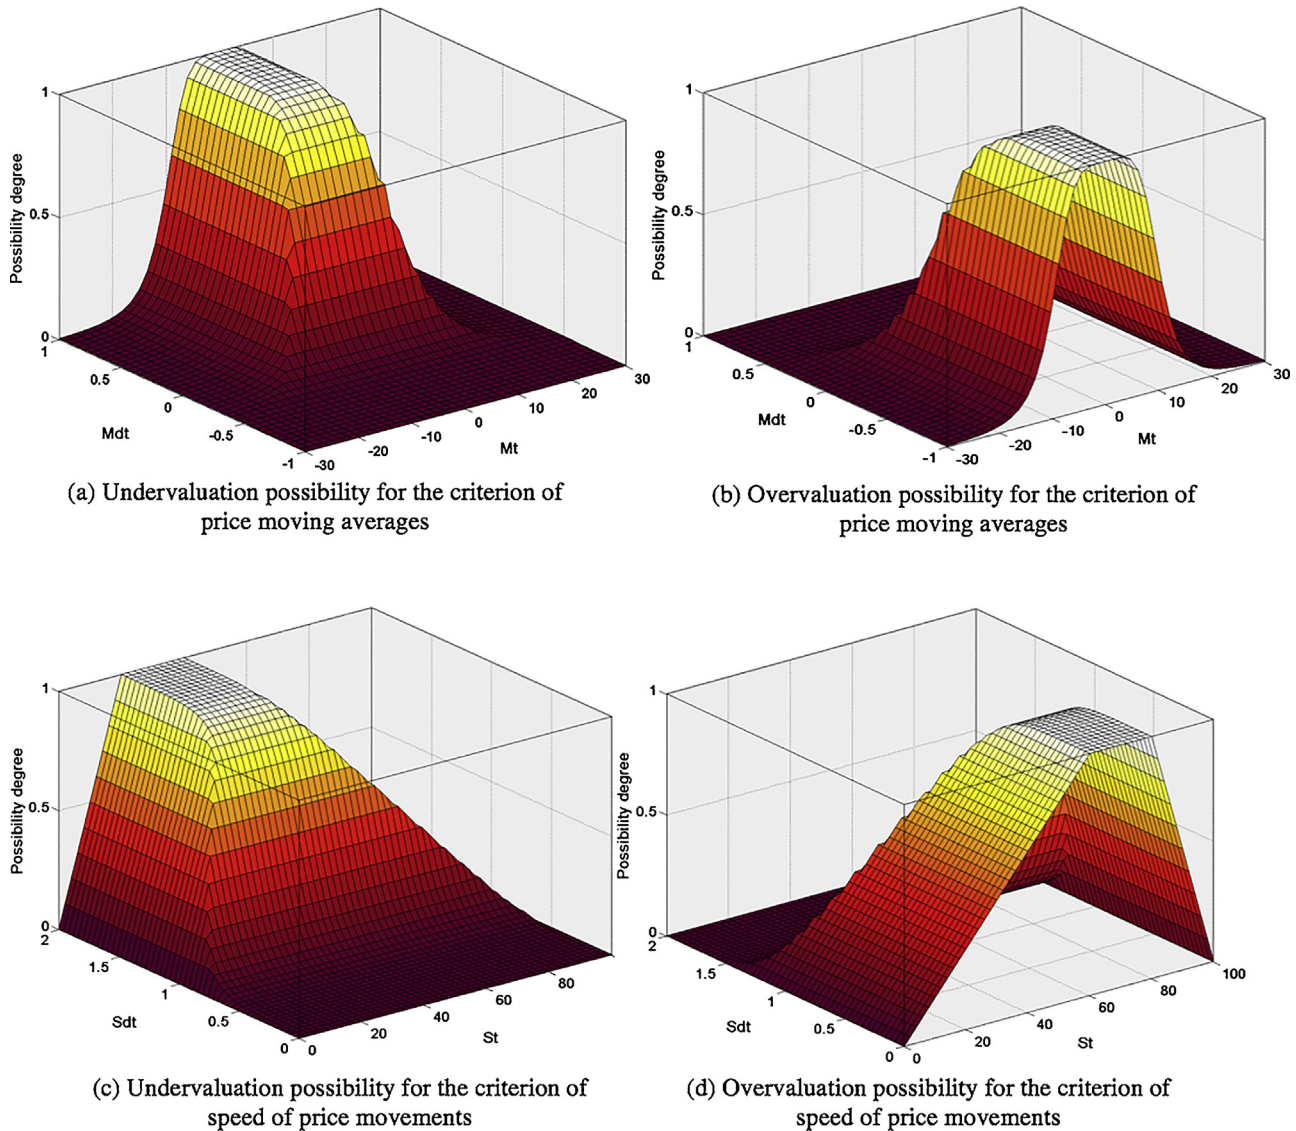 1
0.5
0
Possibility degree
1
0.5
0
-0.5
-1
Mdt
-30
-20
-10
0
10
20
30
Mt
(a) Undervaluation possibility for the criterion of
price moving averages
1
0.5
0
Possibility degree
1
0.5
0
-0.5
-1
Mdt
-30
-20
-10
0
10
20
30
Mt
(b) Overvaluation possibility for the criterion of
price moving averages
1
0.5
0
Possibility degree
2
1.5
1
0.5
0
Sdt
0
20
40
60
80
St
(c) Undervaluation possibility for the criterion of
speed of price movements
1
0.5
0
Possibility degree
2
1.5
1
0.5
0
Sdt
0
20
40
60
80
100
St
(d) Overvaluation possibility for the criterion of
speed of price movements